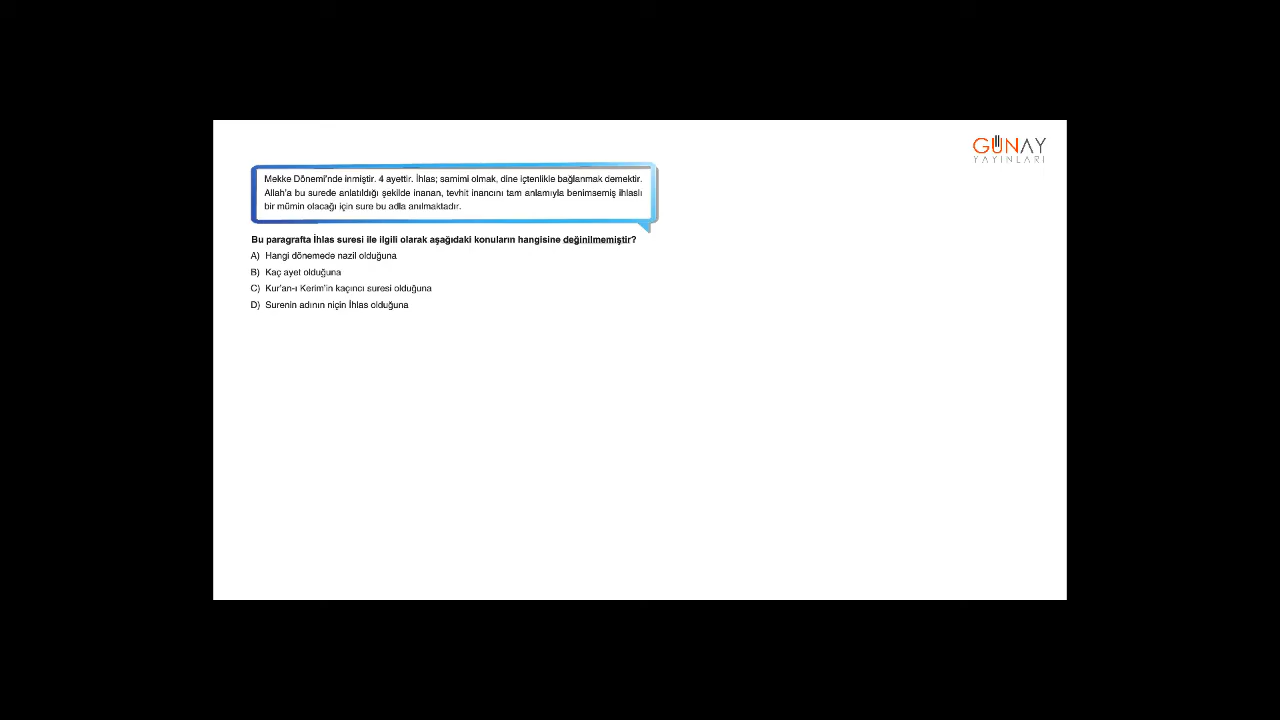 GÜNAY
YAYINLARI
Mekke Dönemi'nde inmiştir. 4 ayettir. İhlas; samimi olmak, dine içtenlikle bağlanmak demektir.
Allah'a bu surede anlatıldığı şekilde inanan, tevhit inancını tam anlamıyla benimsemiş ihlaslı
bir mümin olacağı için sure bu adla anılmaktadır.
Bu paragrafta İhlas suresi ile ilgili olarak aşağıdaki konuların hangisine değinilmemiştir?
A) Hangi dönemede nazil olduğuna
B) Kaç ayet olduğuna
C) Kur'an-ı Kerim'in kaçıncı suresi olduğuna
D) Surenin adının niçin İhlas olduğuna